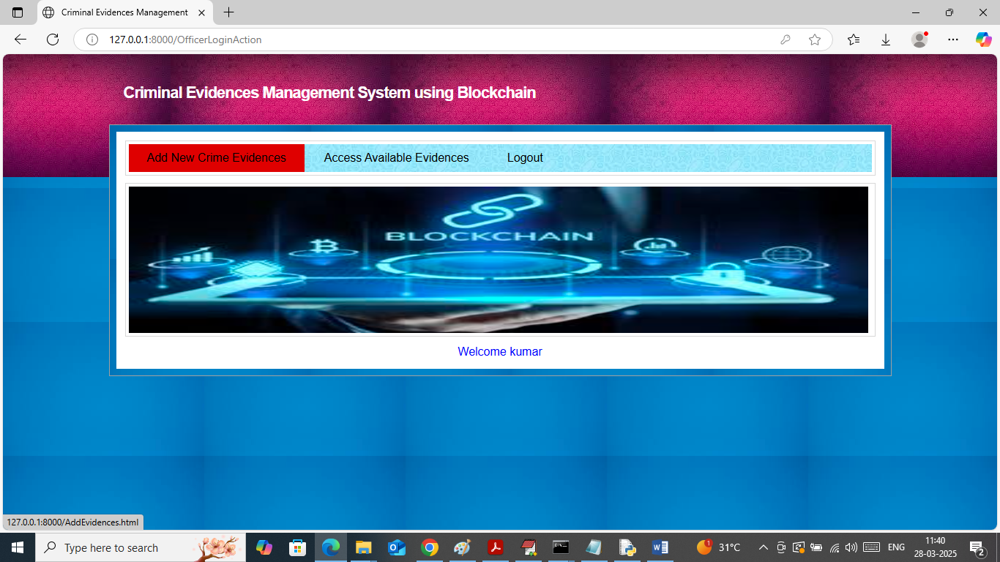 Criminal Evidences Management
127.0.0.1:8000/OfficerLoginAction
Criminal Evidences Management System using Blockchain
Add New Crime Evidences Access Available Evidences Logout
BLOCKCHAIN
Welcome kumar
127.0.0.1:8000/AddEvidences.html
Type here to search
1
31°C
ENG
11:40
28-03-2025
2